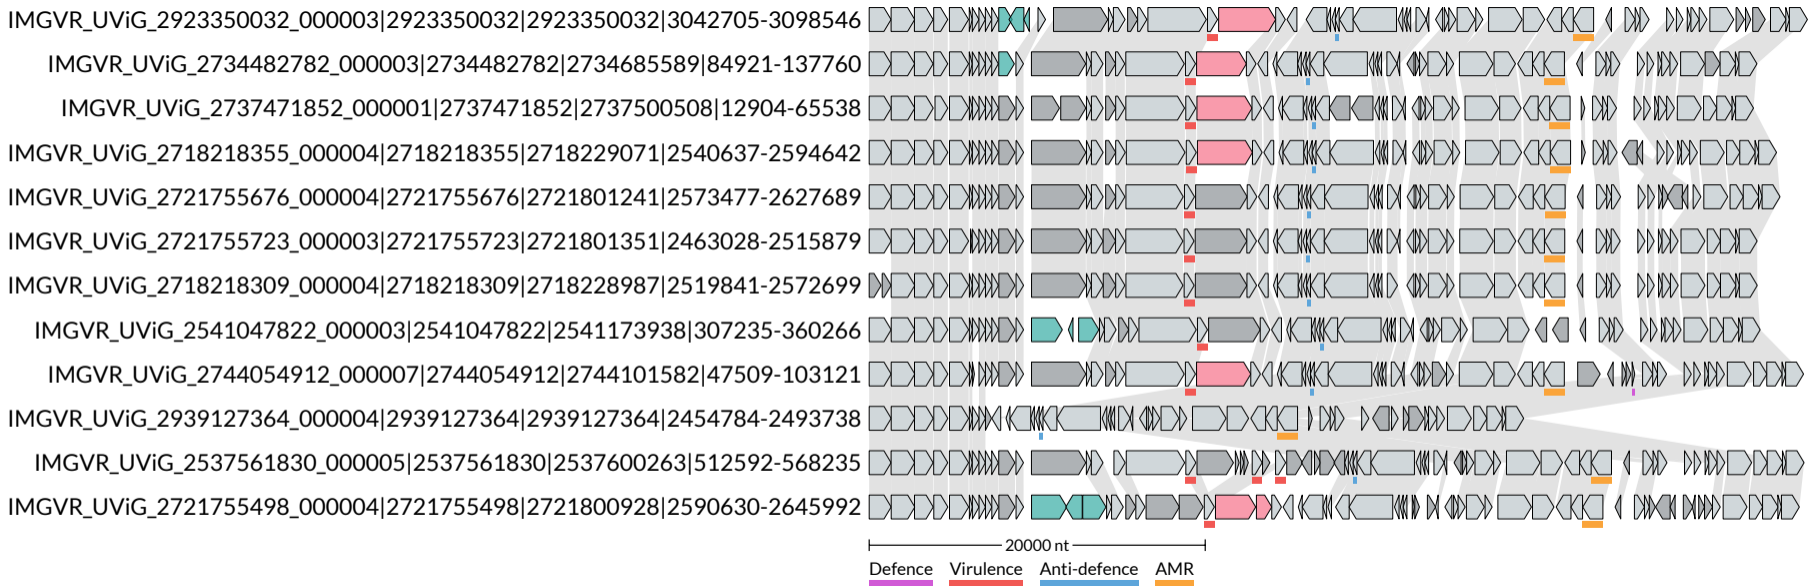 IMGVR_UViG_2923350032_000003|2923350032|2923350032|3042705-3098546
IMGVR_UViG_2734482782_000003|2734482782|2734685589|84921-137760
IMGVR_UViG_2737471852_000001|2737471852|2737500508|12904-65538
IMGVR_UViG_2718218355_000004|2718218355|2718229071|2540637-2594642
IMGVR_UViG_2721755676_000004|2721755676|2721801241|2573477-2627689
IMGVR_UViG_2721755723_000003|2721755723|2721801351|2463028-2515879
IMGVR_UViG_2718218309_000004|2718218309|2718228987|2519841-2572699
IMGVR_UViG_2541047822_000003|2541047822|2541173938|307235-360266
IMGVR_UViG_2744054912_000007|2744054912|2744101582|47509-103121
IMGVR_UViG_2939127364_000004|2939127364|2939127364|2454784-2493738
IMGVR_UViG_2537561830_000005|2537561830|2537600263|512592-568235
IMGVR_UViG_2721755498_000004|2721755498|2721800928|2590630-2645992
20000 nt
Defence Virulence Anti-defence AMR